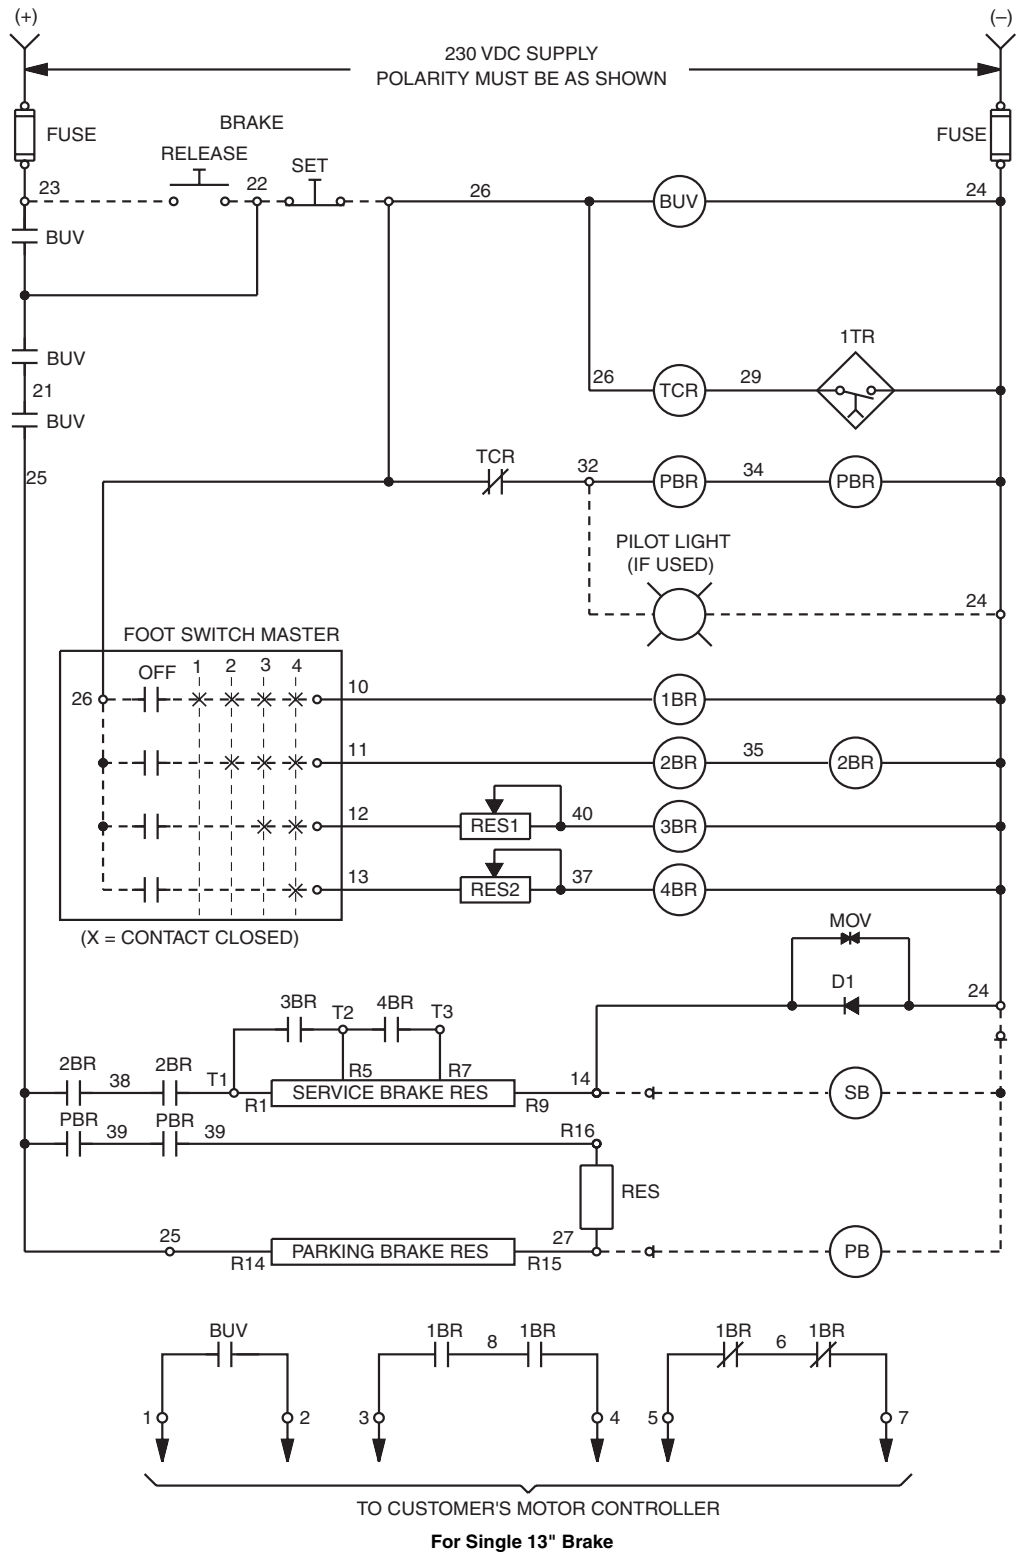 (+) (–)
230 VDC SUPPLY
POLARITY MUST BE AS SHOWN
FUSE BRAKE FUSE
RELEASE SET
23 22 26 24
BUV
BUV
1TR
BUV
26 TCR 29
21
BUV
25
TCR 32 34
PBR PBR
PILOT LIGHT
(IF USED)
24
FOOT SWITCH MASTER
OFF 1 2 3 4
26 10 1BR
11 2BR 35 2BR
12 RES1 40 3BR
13 RES2 37 4BR
(X = CONTACT CLOSED)
MOV
D1 24
3BR T2 4BR T3
2BR 38 2BR T1 R5 R7 14
R1 SERVICE BRAKE RES R9 SB
PBR 39 PBR 39 R16
RES
25 27
R14 PARKING BRAKE RES R15 PB
BUV 1BR 8 1BR 1BR 6 1BR
1 2 3 4 5 7
TO CUSTOMER'S MOTOR CONTROLLER
For Single 13" Brake